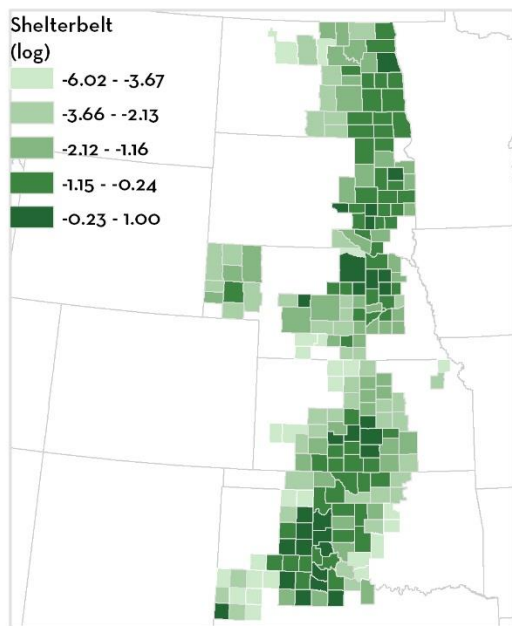 Shelterbelt
(log)
-6.02 - -3.67
-3.66 - -2.13
-2.12 - -1.16
-1.15 - -0.24
-0.23 - 1.00